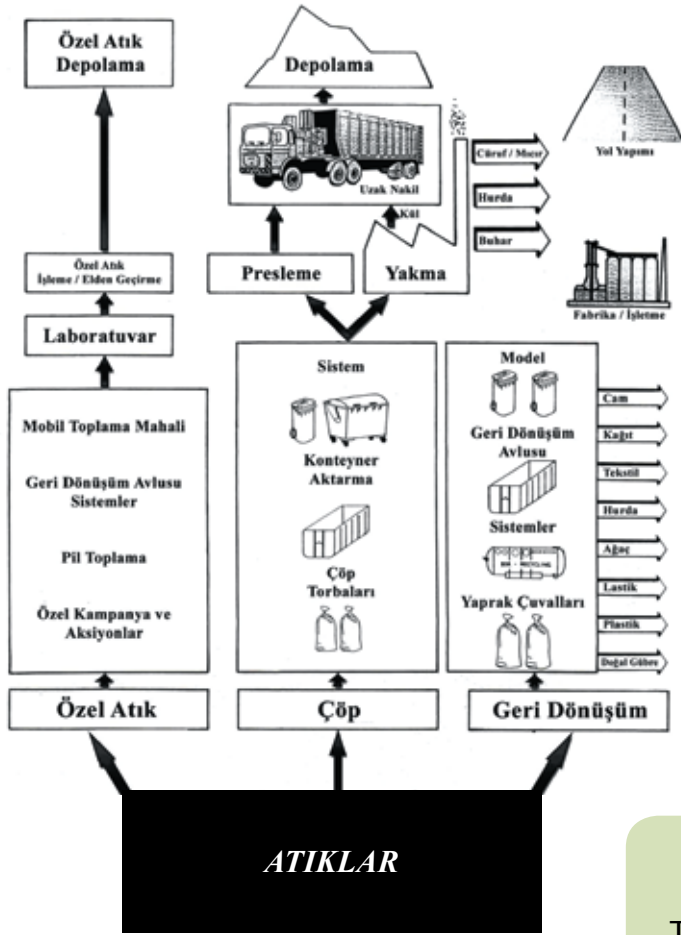 Özel Atık
Depolama
Depolama
Uzak Nakil
Kül
Cüruf / Mıcır
Hurda
Buhar
Yol Yapımı
Fabrika / İşletme
Özel Atık
İşleme / Elden Geçirme
Presleme
Yakma
Laboratuvar
Mobil Toplama Mahali
Geri Dönüşüm Avlusu
Sistemler
Pil Toplama
Özel Kampanya ve
Aksiyonlar
Sistem
Konteyner
Aktarma
Çöp
Torbaları
Model
Geri Dönüşüm
Avlusu
Sistemler
Yaprak Çuvalları
Cam
Kağıt
Tekstil
Hurda
Ağaç
Lastik
Plastik
Doğal Gübre
Özel Atık
Çöp
Geri Dönüşüm
ATIKLAR